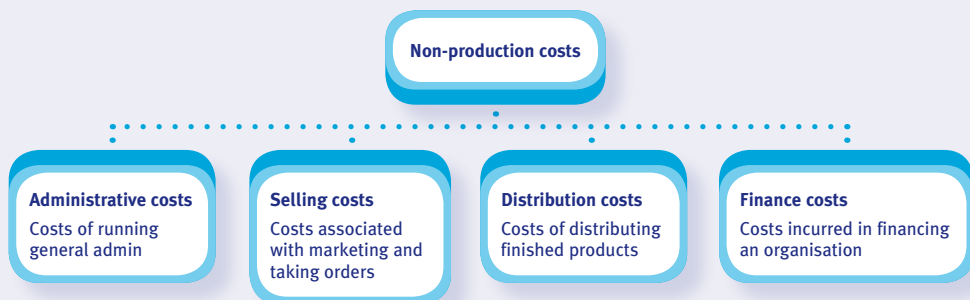 Non-production costs
Administrative costs
Costs of running
general admin
Selling costs
Costs associated
with marketing and
taking orders
Distribution costs
Costs of distributing
finished products
Finance costs
Costs incurred in financing
an organisation